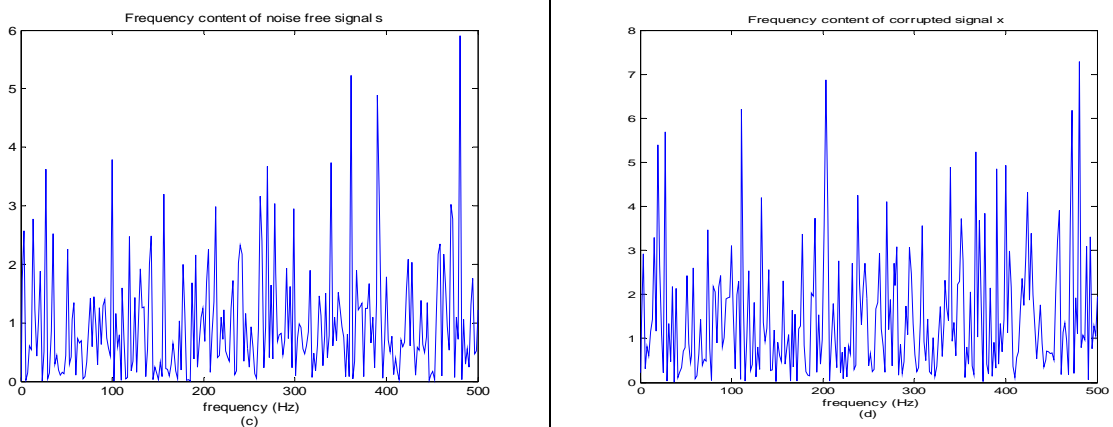 Frequency content of noise free signal s
6
5
4
3
2
1
0
0 100 200 300 400 500
frequency (Hz)
(c)
Frequency content of corrupted signal x
8
7
6
5
4
3
2
1
0
0 100 200 300 400 500
frequency (Hz)
(d)